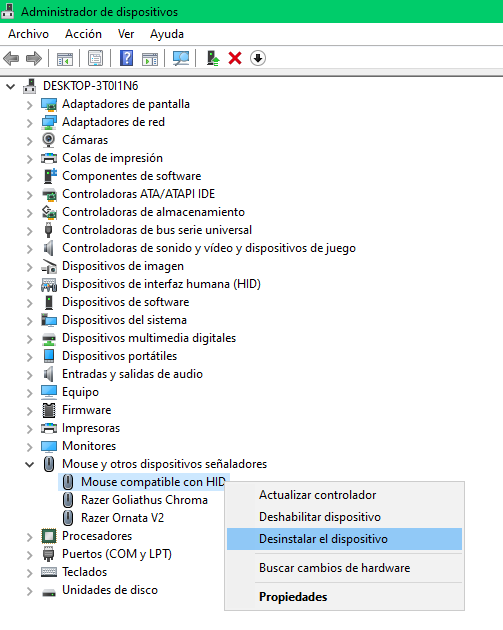 Administrador de dispositivos
Archivo Acción Ver Ayuda
DESKTOP-3T0I1N6
Adaptadores de pantalla
Adaptadores de red
Cámaras
Colas de impresión
Componentes de software
Controladoras ATA/ATAPI IDE
Controladoras de almacenamiento
Controladoras de bus serie universal
Controladoras de sonido y vídeo y dispositivos de juego
Dispositivos de imagen
Dispositivos de interfaz humana (HID)
Dispositivos de software
Dispositivos del sistema
Dispositivos multimedia digitales
Dispositivos portátiles
Entradas y salidas de audio
Equipo
Firmware
Impresoras
Monitores
Mouse y otros dispositivos señaladores
Mouse compatible con HID
Razer Goliathus Chroma
Razer Ornata V2
Procesadores
Puertos (COM y LPT)
Teclados
Unidades de disco
Actualizar controlador
Deshabilitar dispositivo
Desinstalar el dispositivo
Buscar cambios de hardware
Propiedades